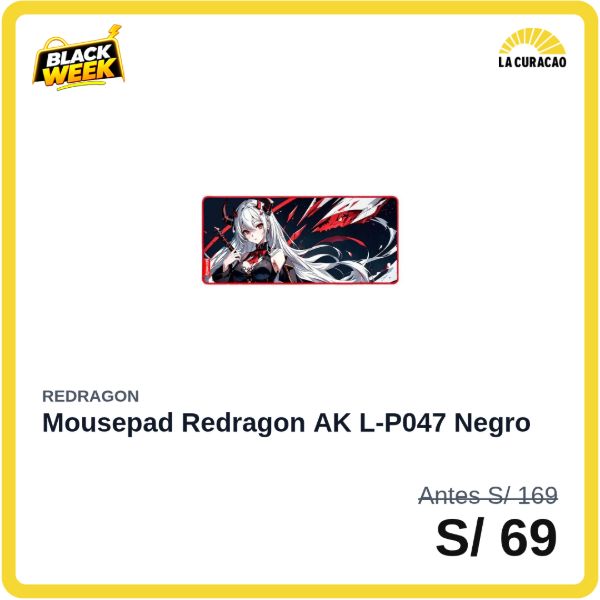 BLACK
WEEK
LA CURACAO
REDRAGON
Mousepad Redragon AK L-P047 Negro
Antes S/ 169
S/ 69